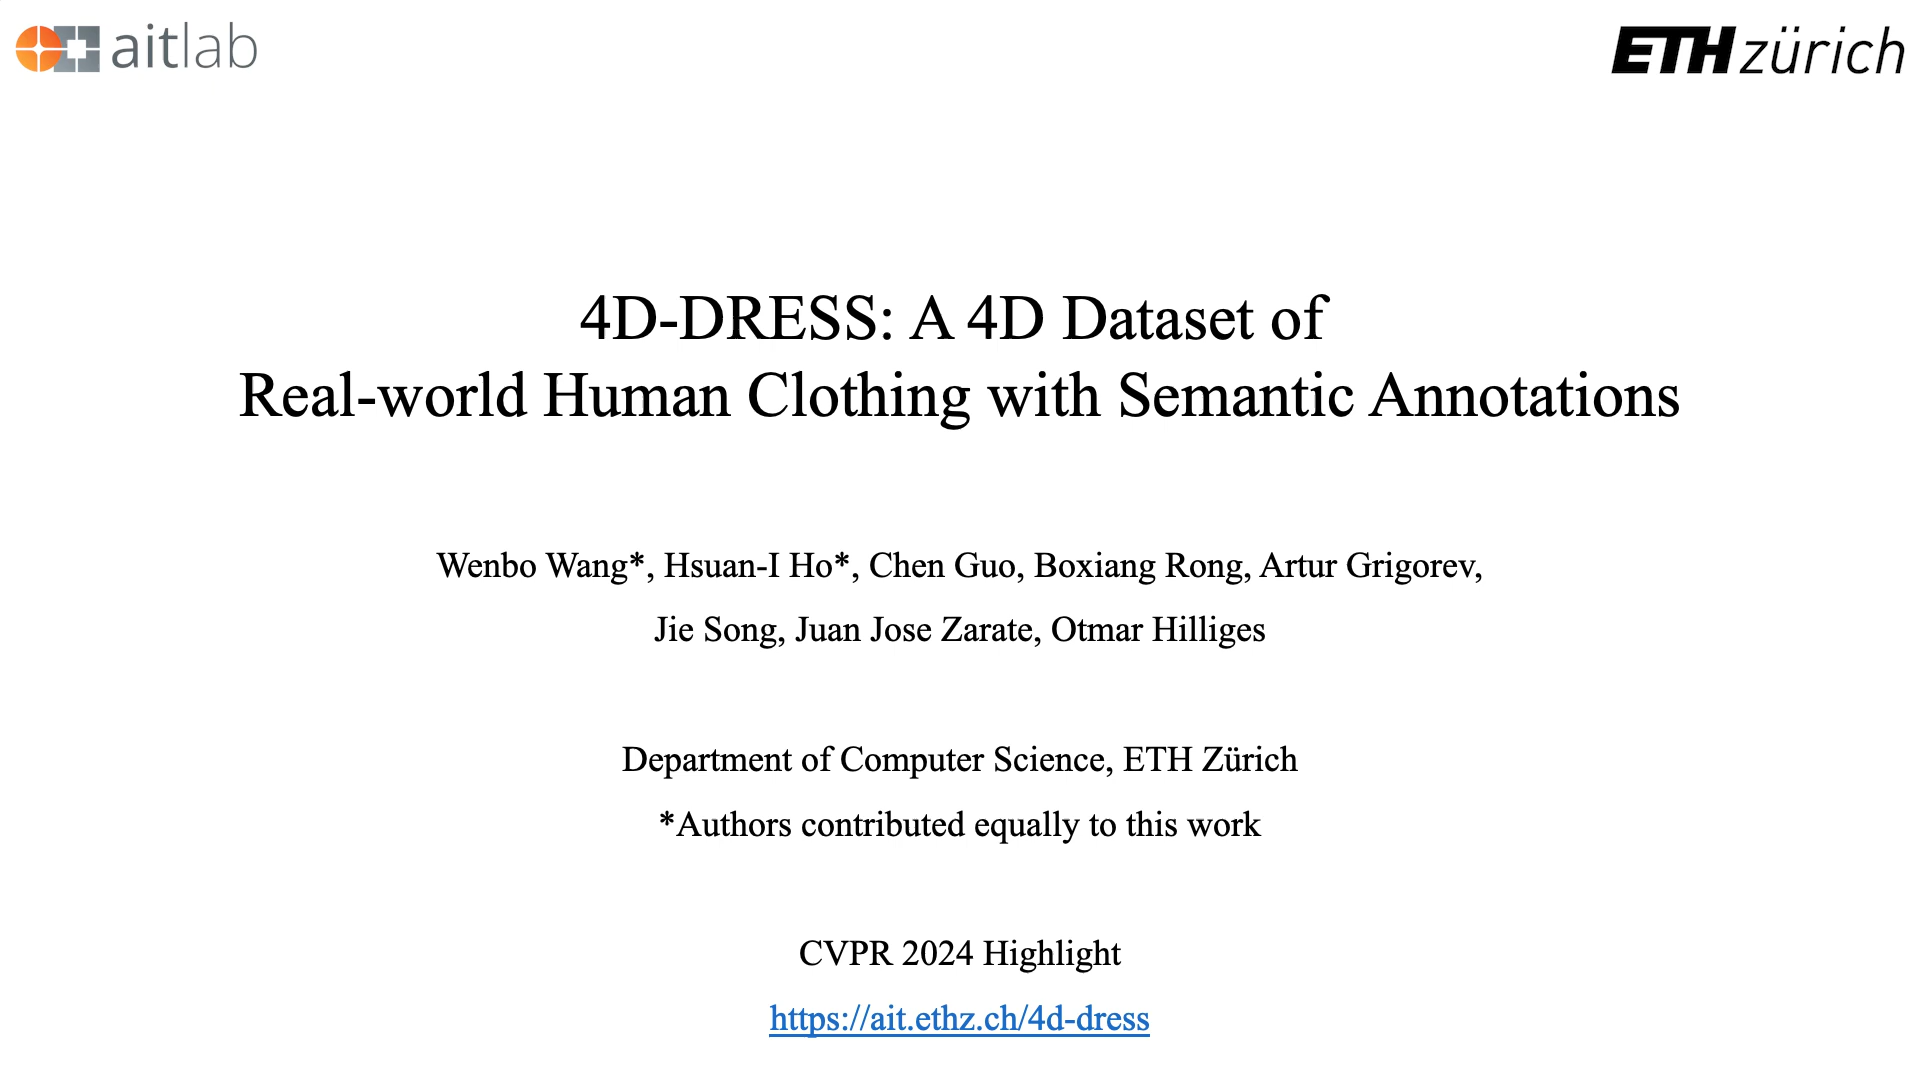 aitlab
ETH zürich
4D-DRESS: A 4D Dataset of
Real-world Human Clothing with Semantic Annotations
Wenbo Wang*, Hsuan-I Ho*, Chen Guo, Boxiang Rong, Artur Grigorev,
Jie Song, Juan Jose Zarate, Otmar Hilliges
Department of Computer Science, ETH Zürich
*Authors contributed equally to this work
CVPR 2024 Highlight
https://ait.ethz.ch/4d-dress